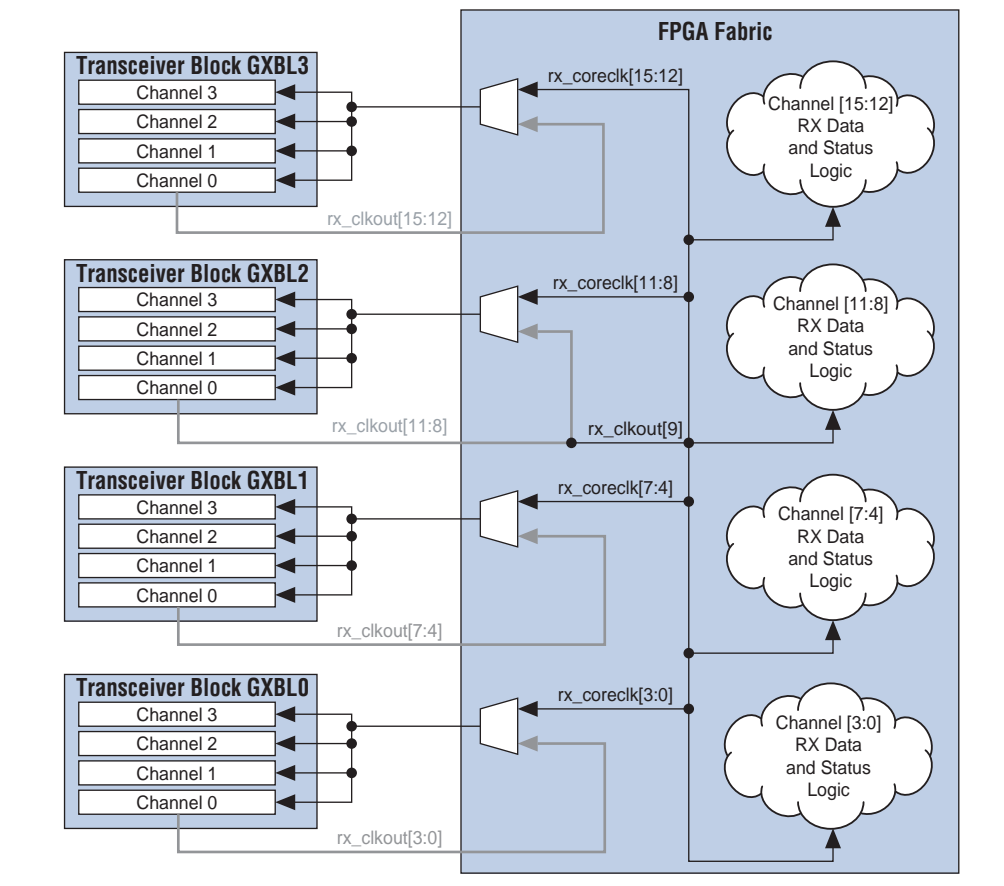 FPGA Fabric
Transceiver Block GXBL3
Channel 3
Channel 2
Channel 1
Channel 0
rx_coreclk[15:12]
rx_clkout[15:12]
Channel [15:12]
RX Data
and Status
Logic
Transceiver Block GXBL2
Channel 3
Channel 2
Channel 1
Channel 0
rx_coreclk[11:8]
rx_clkout[11:8]
rx_clkout[9]
Channel [11:8]
RX Data
and Status
Logic
Transceiver Block GXBL1
Channel 3
Channel 2
Channel 1
Channel 0
rx_coreclk[7:4]
rx_clkout[7:4]
Channel [7:4]
RX Data
and Status
Logic
Transceiver Block GXBL0
Channel 3
Channel 2
Channel 1
Channel 0
rx_coreclk[3:0]
rx_clkout[3:0]
Channel [3:0]
RX Data
and Status
Logic